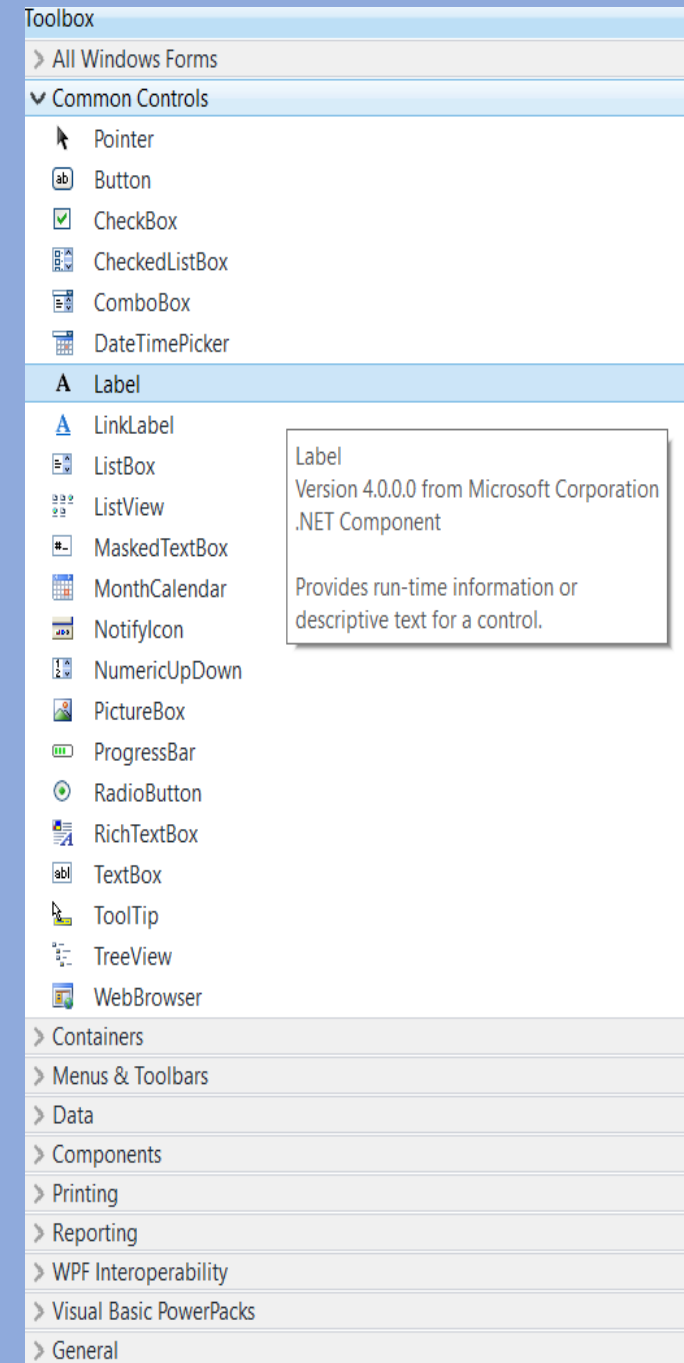 Toolbox
All Windows Forms
Common Controls
Pointer
ab Button
CheckBox
CheckedListBox
ComboBox
DateTimePicker
A Label
A LinkLabel
ListBox
ListView
#_ MaskedTextBox
MonthCalendar
NotifyIcon
NumericUpDown
PictureBox
ProgressBar
RadioButton
RichTextBox
abl TextBox
ToolTip
TreeView
WebBrowser
Label
Version 4.0.0.0 from Microsoft Corporation
.NET Component
Provides run-time information or
descriptive text for a control.
Containers
Menus & Toolbars
Data
Components
Printing
Reporting
WPF Interoperability
Visual Basic PowerPacks
General